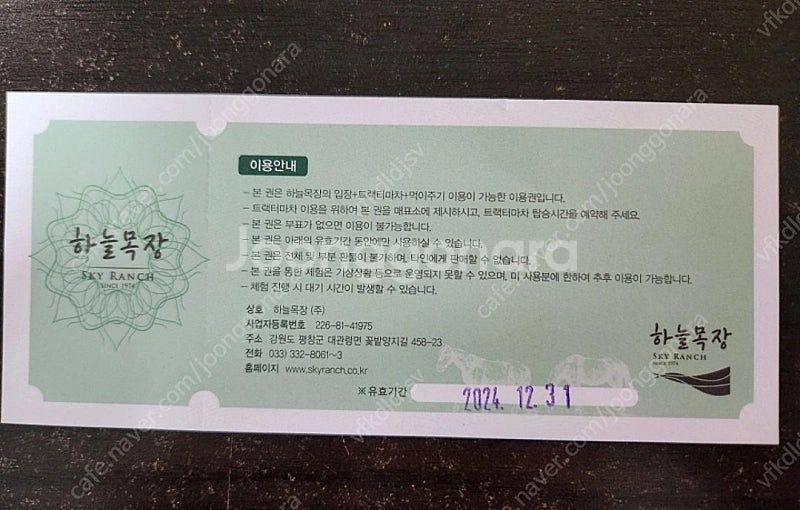 하늘목장
SKY RANCH
SINCE 1974
이용안내
- 본 권은 하늘목장의 입장+트랙터마차+먹이주기 이용이 가능한 이용권입니다.
- 트랙터마차 이용을 위하여 본 권을 매표소에 제시하시고, 트랙터마차 탑승시간을 예약해 주세요.
- 본 권은 부표가 없으면 이용이 불가능합니다.
- 본 권은 아래의 유효기간 동안에만 사용하실 수 있습니다.
- 본 권은 전체 및 부분 환불이 불가하며, 타인에게 판매할 수 없습니다.
- 본 권을 통한 체험은 기상상황 등으로 운영되지 못할 수 있으며, 미 사용분에 한하여 추후 이용이 가능합니다.
- 체험 진행 시 대기 시간이 발생할 수 있습니다.
상호 하늘목장 (주)
사업자등록번호 226-81-41975
주소 강원도 평창군 대관령면 꽃밭양지길 458-23
전화 033) 332-8061~3
홈페이지 www.skyranch.co.kr
※유효기간 2024. 12. 31
하늘목장
SKY RANCH
SINCE 1974
Joonggonara
cafe.naver.com/joonggonara
vfkdldjsv